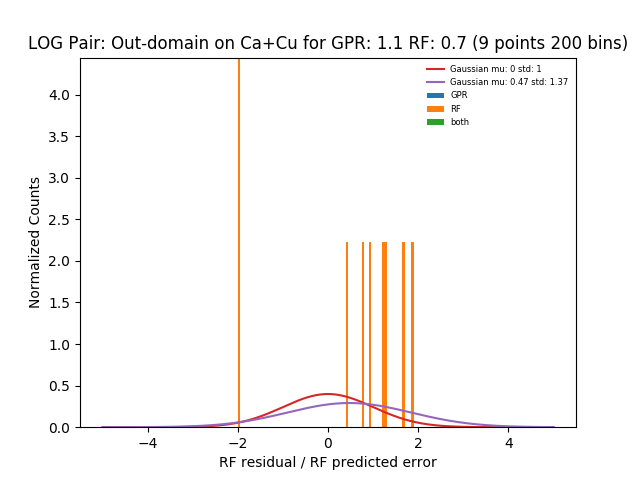 LOG Pair: Out-domain on Ca+Cu for GPR: 1.1 RF: 0.7 (9 points 200 bins)
Gaussian mu: 0 std: 1
Gaussian mu: 0.47 std: 1.37
GPR
RF
both
Normalized Counts
4.0
3.5
3.0
2.5
2.0
1.5
1.0
0.5
0.0
−4
−2
0
2
4
RF residual / RF predicted error